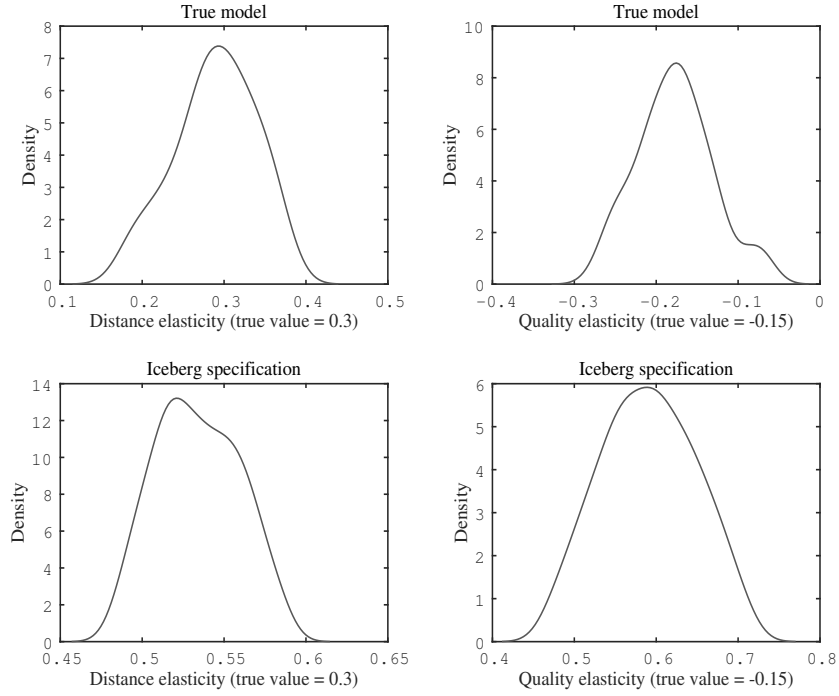 True model
8
7
6
5
4
3
2
1
0
Density
0.1 0.2 0.3 0.4 0.5
Distance elasticity (true value = 0.3)
True model
10
8
6
4
2
0
Density
-0.4 -0.3 -0.2 -0.1 0
Quality elasticity (true value = -0.15)
Iceberg specification
14
12
10
8
6
4
2
0
Density
0.45 0.5 0.55 0.6 0.65
Distance elasticity (true value = 0.3)
Iceberg specification
6
5
4
3
2
1
0
Density
0.4 0.5 0.6 0.7 0.8
Quality elasticity (true value = -0.15)